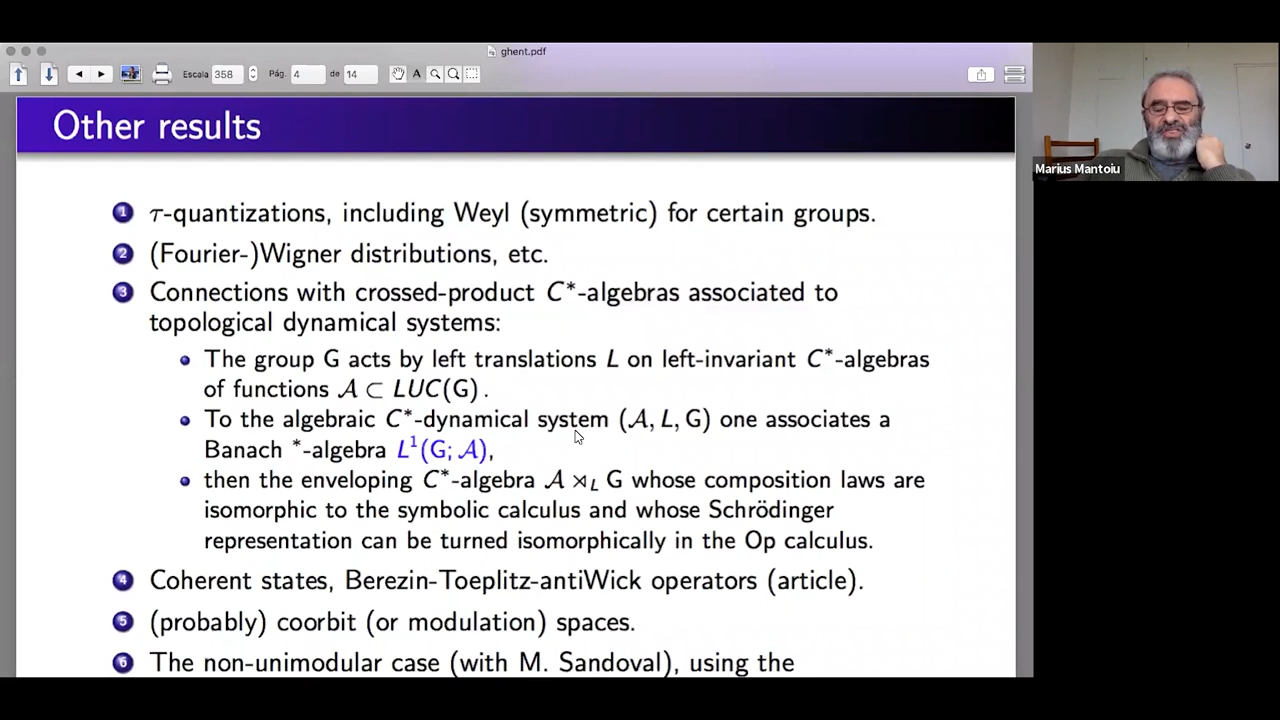 ghent.pdf
Escala 358 Pág. 4 de 14
Other results
1 τ-quantizations, including Weyl (symmetric) for certain groups.
2 (Fourier-)Wigner distributions, etc.
3 Connections with crossed-product C*-algebras associated to
topological dynamical systems:
The group G acts by left translations L on left-invariant C*-algebras
of functions 𝒜 ⊂ LUC(G).
To the algebraic C*-dynamical system (𝒜, L, G) one associates a
Banach *-algebra L¹(G; 𝒜),
then the enveloping C*-algebra 𝒜 ⋊_L G whose composition laws are
isomorphic to the symbolic calculus and whose Schrödinger
representation can be turned isomorphically in the Op calculus.
4 Coherent states, Berezin-Toeplitz-antiWick operators (article).
5 (probably) coorbit (or modulation) spaces.
6 The non-unimodular case (with M. Sandoval), using the
Marius Mantoiu